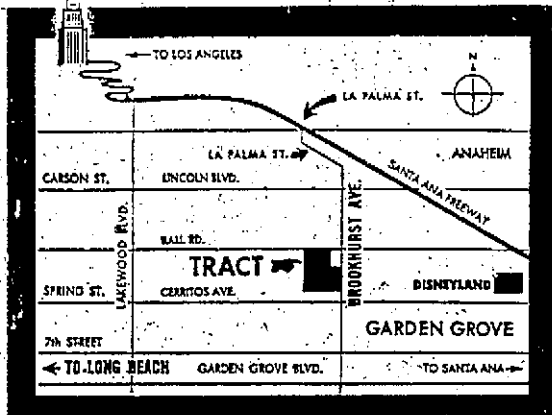 TO LOS ANGELES
N
LA PALMA ST.
LA PALMA ST.
ANAHEIM
CARSON ST.
LINCOLN BLVD.
SANTA ANA FREEWAY
LAKEWOOD BLVD.
BROOKHURST AVE.
BALL RD.
TRACT
SPRING ST.
CERRITOS AVE.
DISNEYLAND
GARDEN GROVE
7th STREET
TO LONG BEACH
GARDEN GROVE BLVD.
TO SANTA ANA